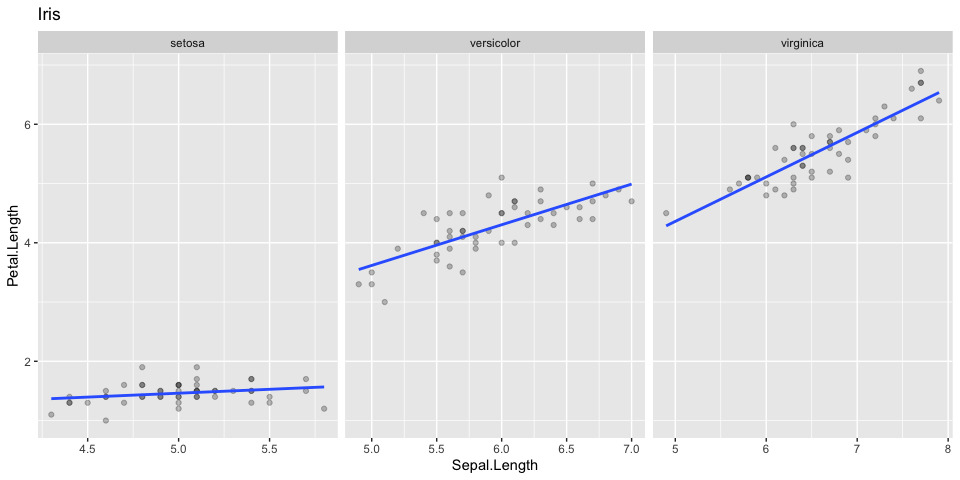 Iris
setosa versicolor virginica
6
4
2
Petal.Length
4.5 5.0 5.5 5.0 5.5 6.0 6.5 7.0 5 6 7 8
Sepal.Length